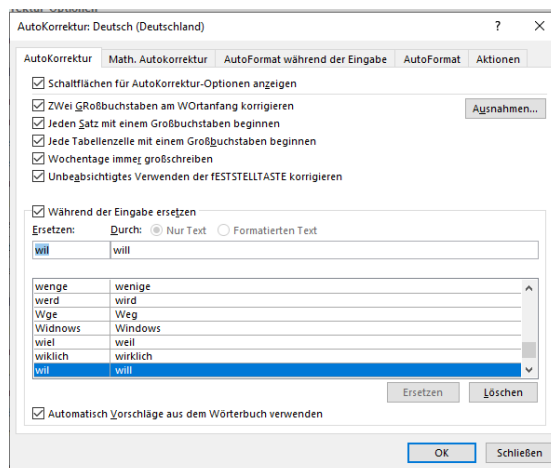 AutoKorrektur: Deutsch (Deutschland) ? ×
AutoKorrektur Math. Autokorrektur AutoFormat während der Eingabe AutoFormat Aktionen
Schaltflächen für AutoKorrektur-Optionen anzeigen
ZWei GRoßbuchstaben am WOrtanfang korrigieren Ausnahmen...
Jeden Satz mit einem Großbuchstaben beginnen
Jede Tabellenzelle mit einem Großbuchstaben beginnen
Wochentage immer großschreiben
Unbeabsichtigtes Verwenden der fESTSTELLTASTE korrigieren
Während der Eingabe ersetzen
Ersetzen: Durch: Nur Text Formatierten Text
wil will
wenge wenige
werd wird
Wge Weg
Widnows Windows
wiel weil
wiklich wirklich
wil will
Ersetzen Löschen
Automatisch Vorschläge aus dem Wörterbuch verwenden
OK Schließen